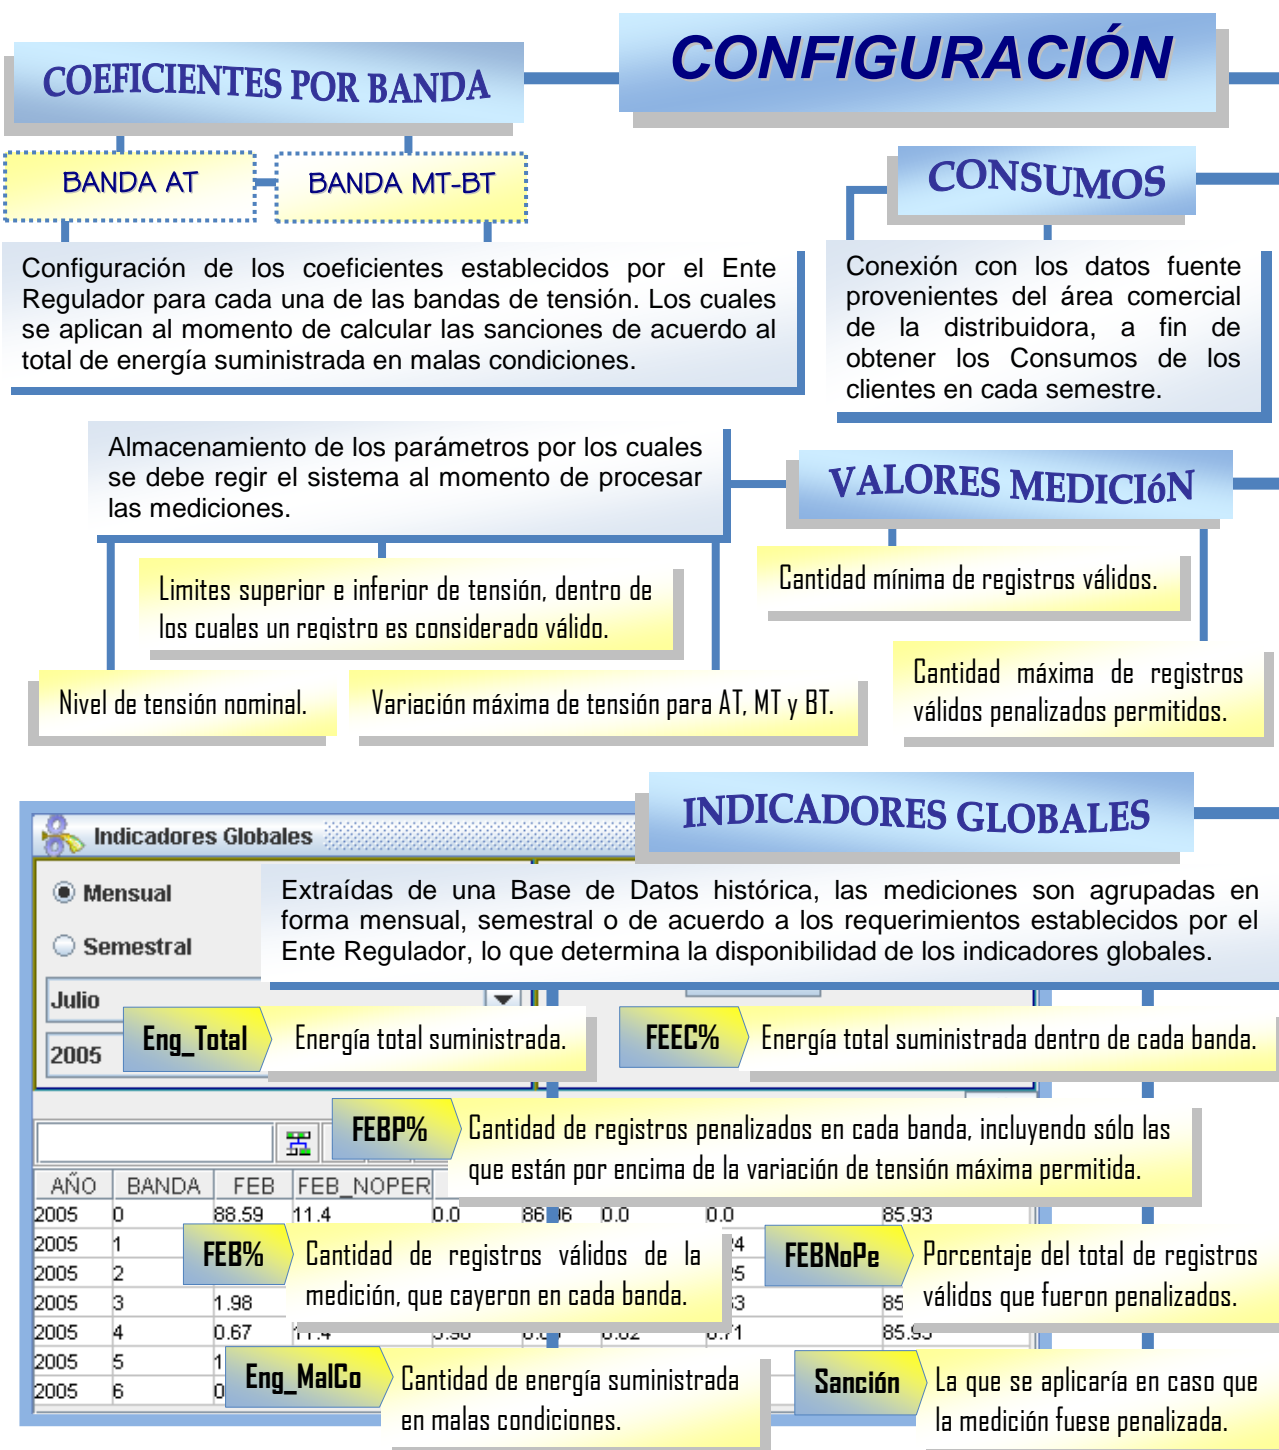 CONFIGURACIÓN
COEFICIENTES POR BANDA
BANDA AT
BANDA MT-BT
Configuración de los coeficientes establecidos por el Ente
Regulador para cada una de las bandas de tensión. Los cuales
se aplican al momento de calcular las sanciones de acuerdo al
total de energía suministrada en malas condiciones.
CONSUMOS
Conexión con los datos fuente
provenientes del área comercial
de la distribuidora, a fin de
obtener los Consumos de los
clientes en cada semestre.
Almacenamiento de los parámetros por los cuales
se debe regir el sistema al momento de procesar
las mediciones.
VALORES MEDICIóN
Limites superior e inferior de tensión, dentro de
los cuales un registro es considerado válido.
Cantidad mínima de registros válidos.
Nivel de tensión nominal.
Variación máxima de tensión para AT, MT y BT.
Cantidad máxima de registros
válidos penalizados permitidos.
INDICADORES GLOBALES
Indicadores Globales
Mensual
Semestral
Julio
2005
Extraídas de una Base de Datos histórica, las mediciones son agrupadas en
forma mensual, semestral o de acuerdo a los requerimientos establecidos por el
Ente Regulador, lo que determina la disponibilidad de los indicadores globales.
Eng_Total
Energía total suministrada.
FEEC%
Energía total suministrada dentro de cada banda.
FEBP%
Cantidad de registros penalizados en cada banda, incluyendo sólo las
que están por encima de la variación de tensión máxima permitida.
AÑO BANDA FEB FEB_NOPER
2005 0 88.59 11.4 0.0 0.0 0.0 85.93
2005 1
2005 2
2005 3 1.98
2005 4 0.67 11.4 85.93
2005 5
2005 6
FEB%
Cantidad de registros válidos de la
medición, que cayeron en cada banda.
FEBNoPe
Porcentaje del total de registros
válidos que fueron penalizados.
Eng_MalCo
Cantidad de energía suministrada
en malas condiciones.
Sanción
La que se aplicaría en caso que
la medición fuese penalizada.